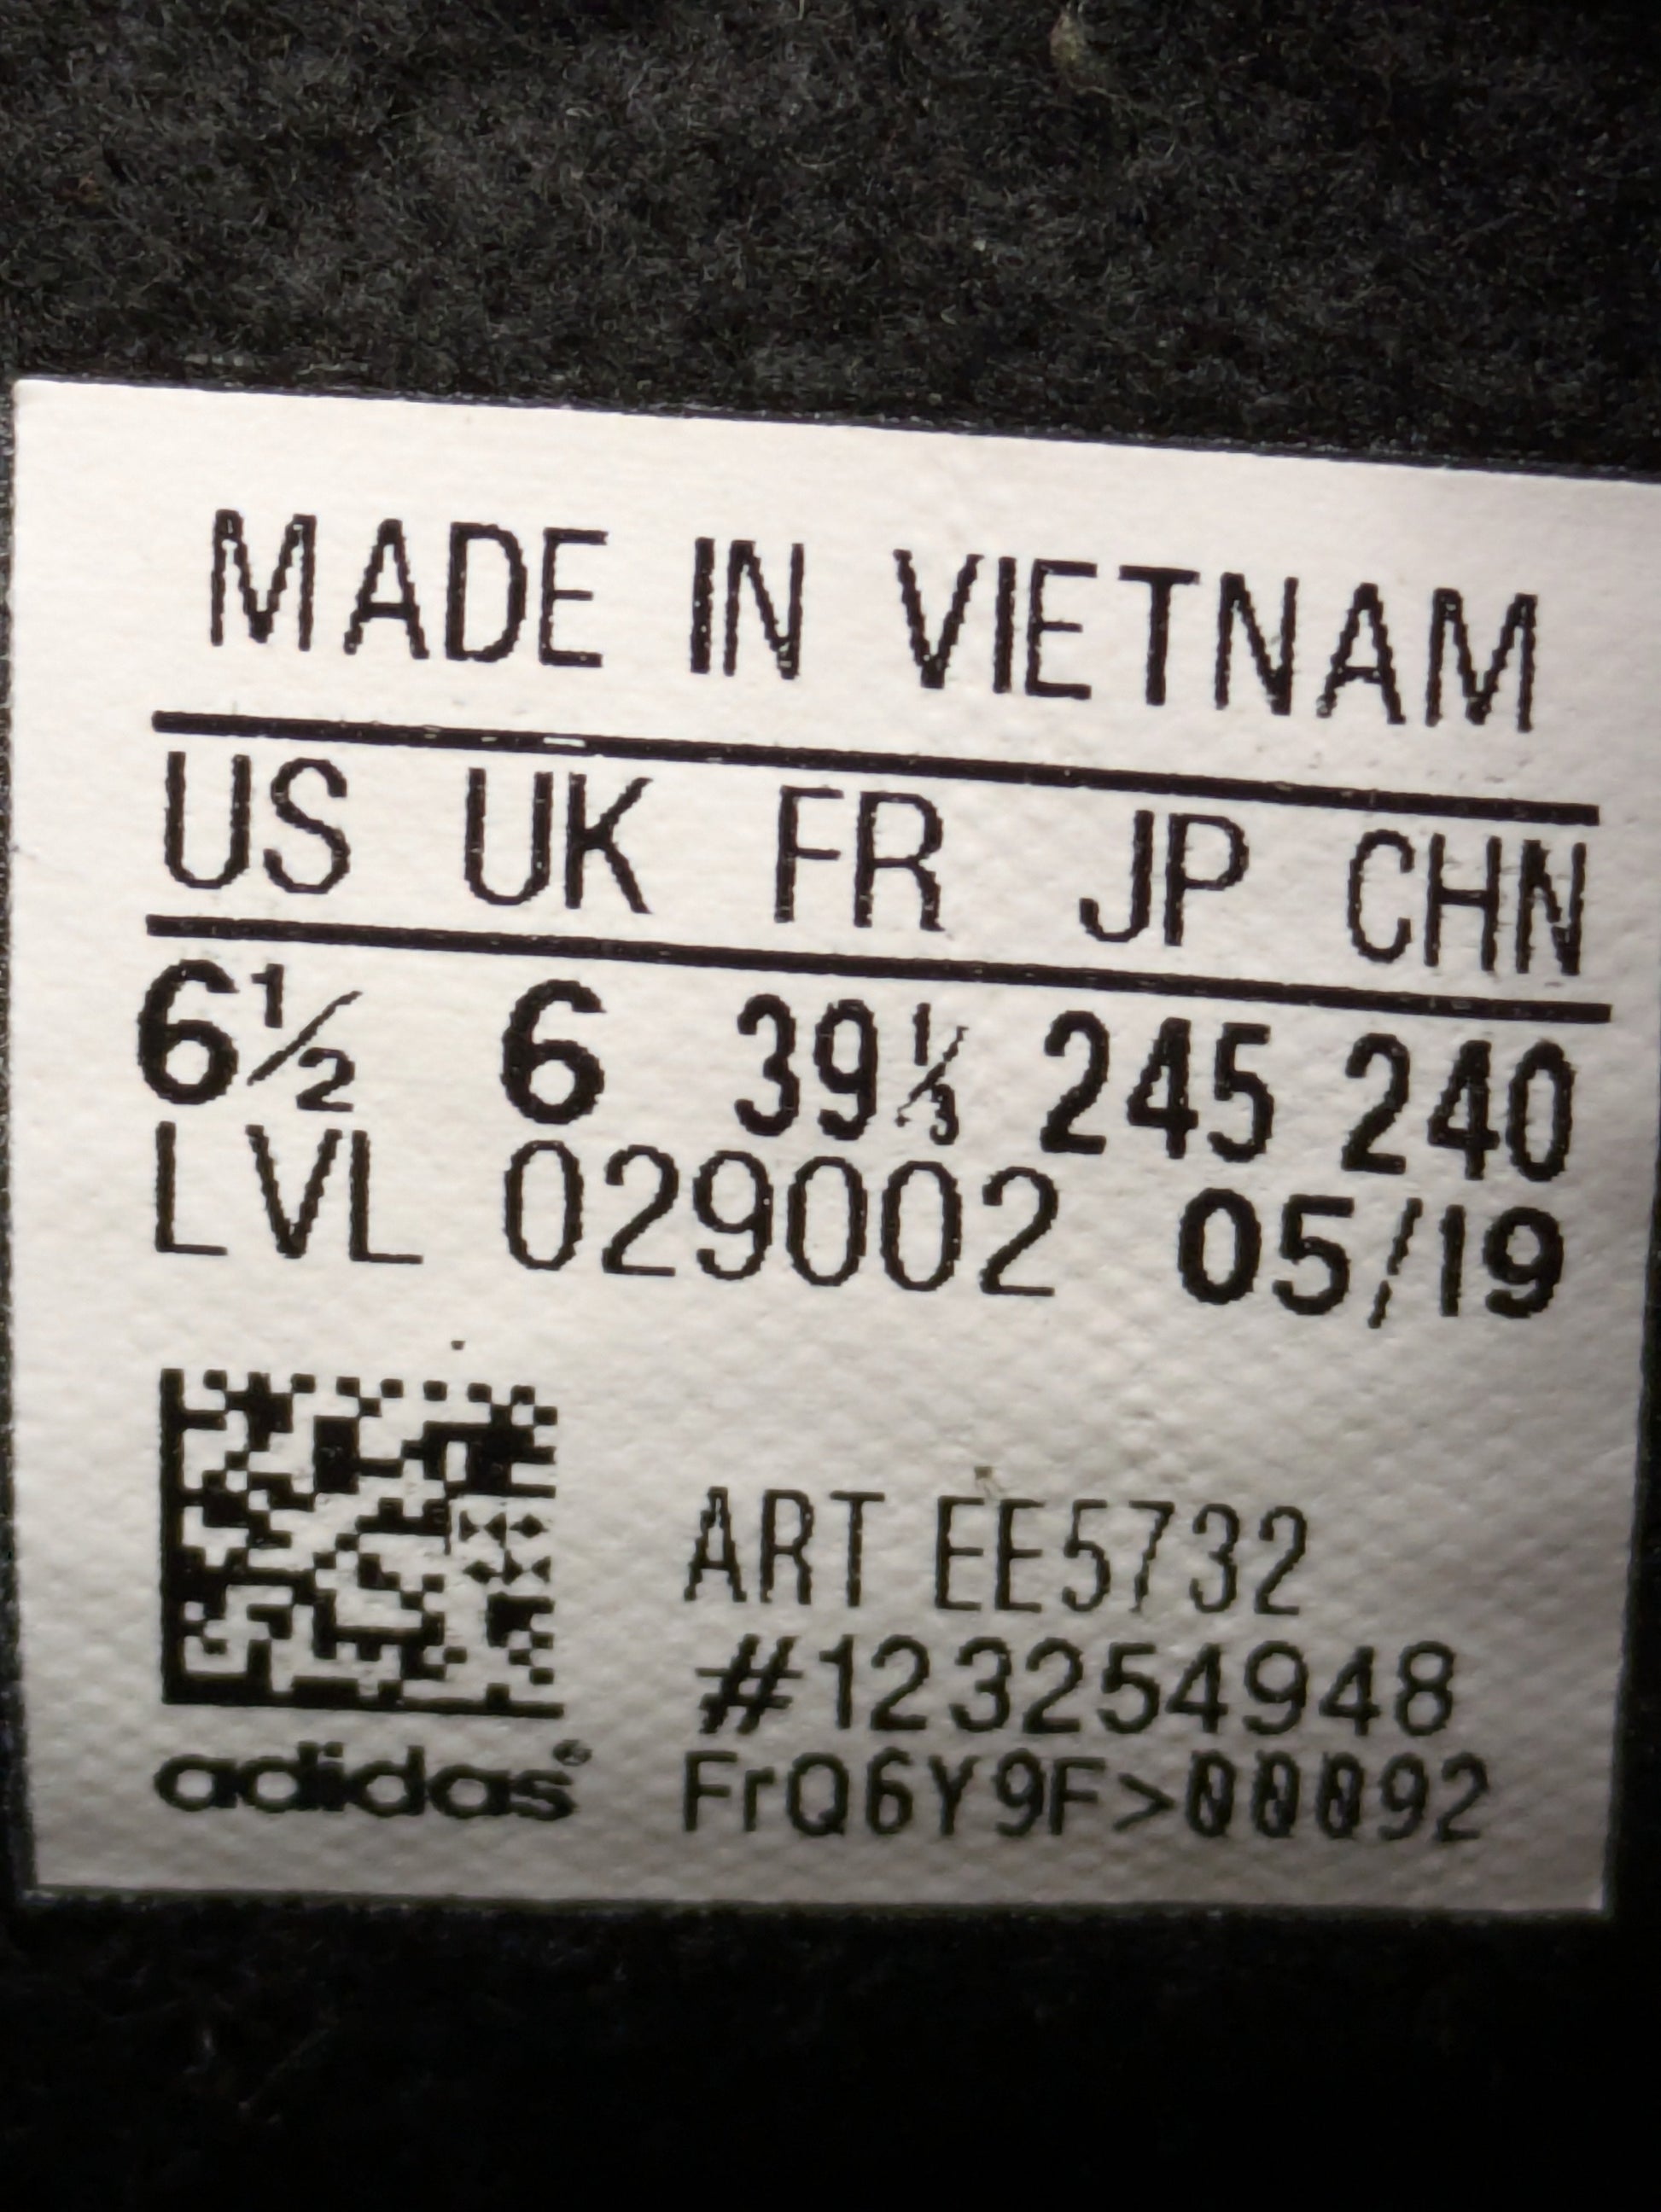 MADE IN VIETNAM
US UK FR JP CHN
6½ 6 39⅓ 245 240
LVL 029002 05/19
ART EE5732
#123254948
adidas® FrQ6Y9F>00092